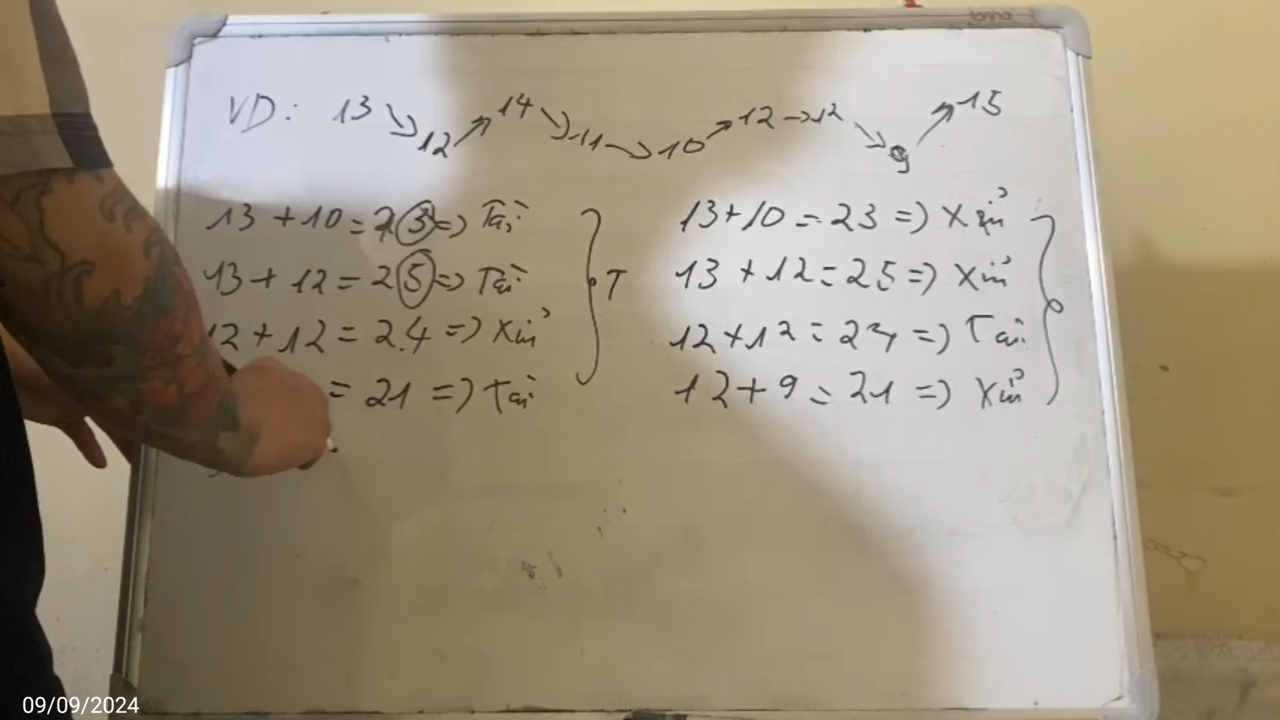 VD: 13 ↘ 12 ↗ 14 ↘ 11 → 10 ↗ 12 → 12 ↘ 9 ↗ 15
13 + 10 = 23 => Tài
13 + 12 = 25 => Tài
12 + 12 = 24 => Xỉu
= 21 => Tài
T
13 + 10 = 23 => Xỉu
13 + 12 = 25 => Xỉu
12 + 12 = 24 => Tài
12 + 9 = 21 => Xỉu
09/09/2024